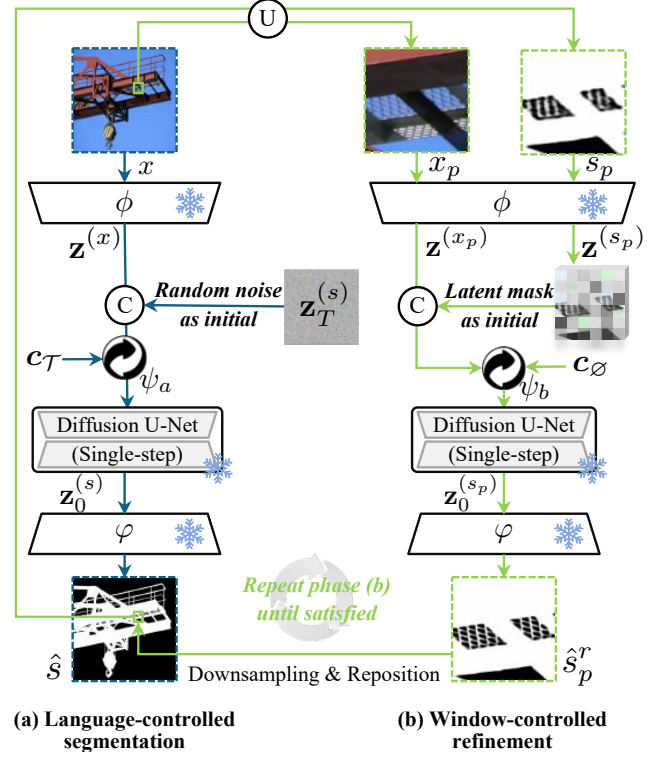 U
x
x_p
s_p
ϕ
ϕ
z^(x)
z^(x_p)
z^(s_p)
C
Random noise
as initial
z_T^(s)
C
Latent mask
as initial
c_𝒯
ψ_a
ψ_b
c_∅
Diffusion U-Net
(Single-step)
Diffusion U-Net
(Single-step)
z_0^(s)
z_0^(s_p)
φ
φ
Repeat phase (b)
until satisfied
ŝ
Downsampling & Reposition
ŝ_p^r
(a) Language-controlled
segmentation
(b) Window-controlled
refinement